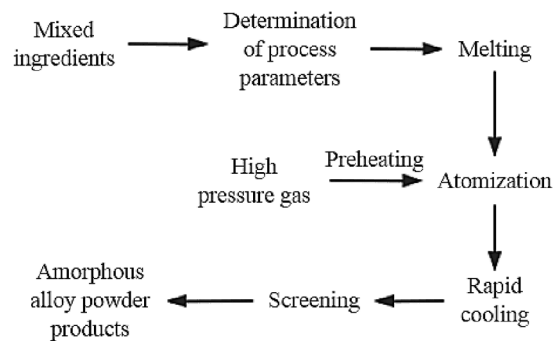 Mixed
ingredients
Determination
of process
parameters
Melting
High
pressure gas
Preheating
Atomization
Amorphous
alloy powder
products
Screening
Rapid
cooling